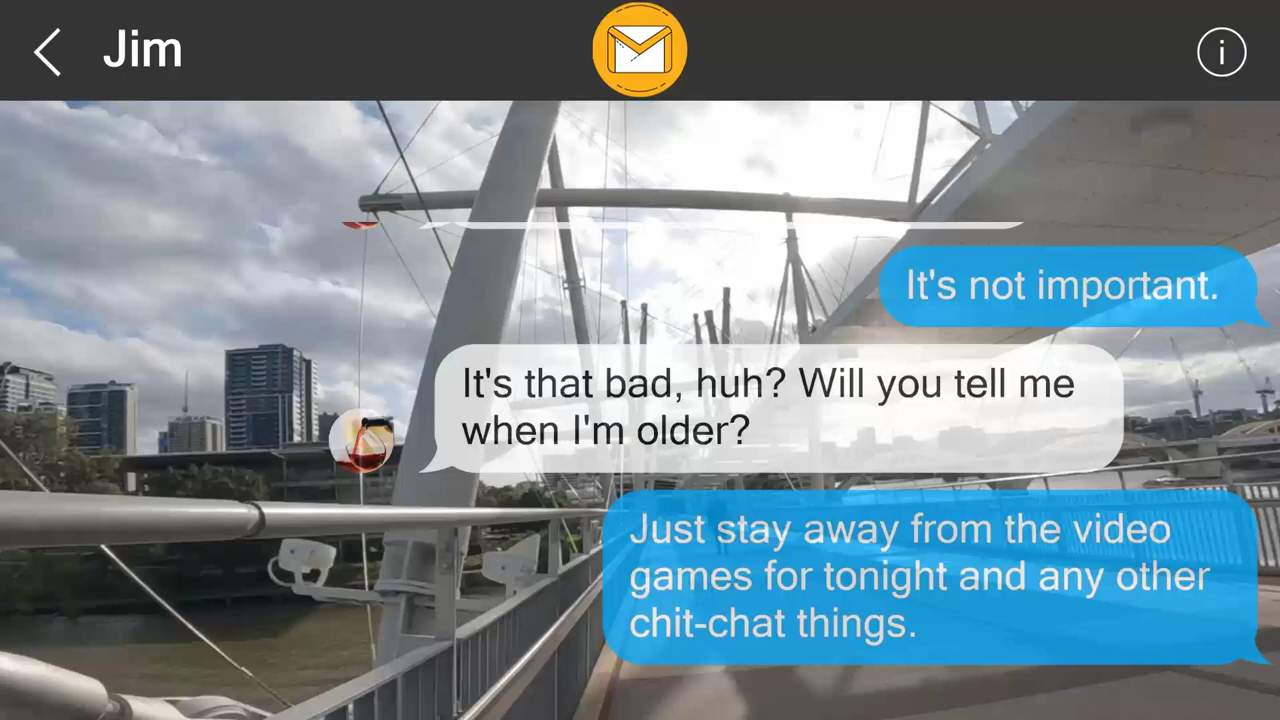 Jim
i
It's not important.
It's that bad, huh? Will you tell me
when I'm older?
Just stay away from the video
games for tonight and any other
chit-chat things.